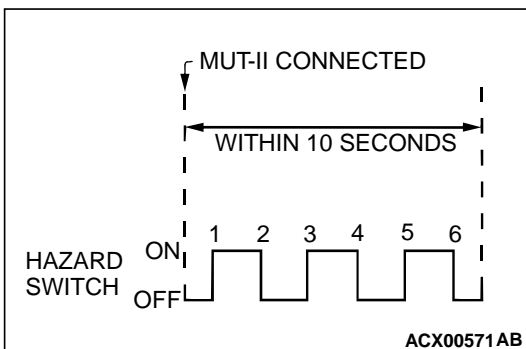 MUT-II CONNECTED
WITHIN 10 SECONDS
1 2 3 4 5 6
ON
HAZARD
SWITCH
OFF
ACX00571AB